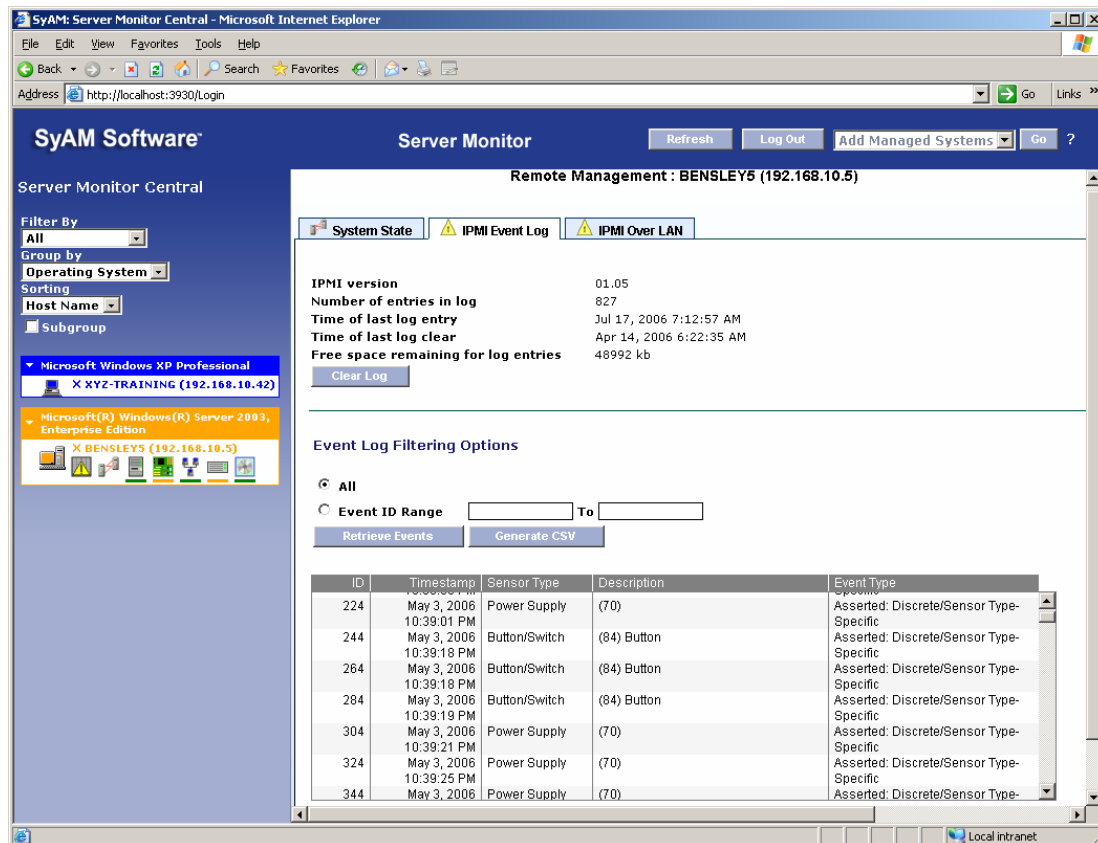 SyAM: Server Monitor Central - Microsoft Internet Explorer
File Edit View Favorites Tools Help
Back Search Favorites
Address http://localhost:3930/Login Go Links »
SyAM Software™ Server Monitor Refresh Log Out Add Managed Systems Go ?
Server Monitor Central
Filter By
All
Group by
Operating System
Sorting
Host Name
Subgroup
Microsoft Windows XP Professional
X XYZ-TRAINING (192.168.10.42)
Microsoft(R) Windows(R) Server 2003,
Enterprise Edition
X BENSLEY5 (192.168.10.5)
Remote Management : BENSLEY5 (192.168.10.5)
System State IPMI Event Log IPMI Over LAN
IPMI version 01.05
Number of entries in log 827
Time of last log entry Jul 17, 2006 7:12:57 AM
Time of last log clear Apr 14, 2006 6:22:35 AM
Free space remaining for log entries 48992 kb
Clear Log
Event Log Filtering Options
All
Event ID Range To
Retrieve Events Generate CSV
ID Timestamp Sensor Type Description Event Type
Specific
224 May 3, 2006 Power Supply (70) Asserted: Discrete/Sensor Type-
10:39:01 PM Specific
244 May 3, 2006 Button/Switch (84) Button Asserted: Discrete/Sensor Type-
10:39:18 PM Specific
264 May 3, 2006 Button/Switch (84) Button Asserted: Discrete/Sensor Type-
10:39:18 PM Specific
284 May 3, 2006 Button/Switch (84) Button Asserted: Discrete/Sensor Type-
10:39:19 PM Specific
304 May 3, 2006 Power Supply (70) Asserted: Discrete/Sensor Type-
10:39:21 PM Specific
324 May 3, 2006 Power Supply (70) Asserted: Discrete/Sensor Type-
10:39:25 PM Specific
344 May 3, 2006 Power Supply (70) Asserted: Discrete/Sensor Type-
Local intranet